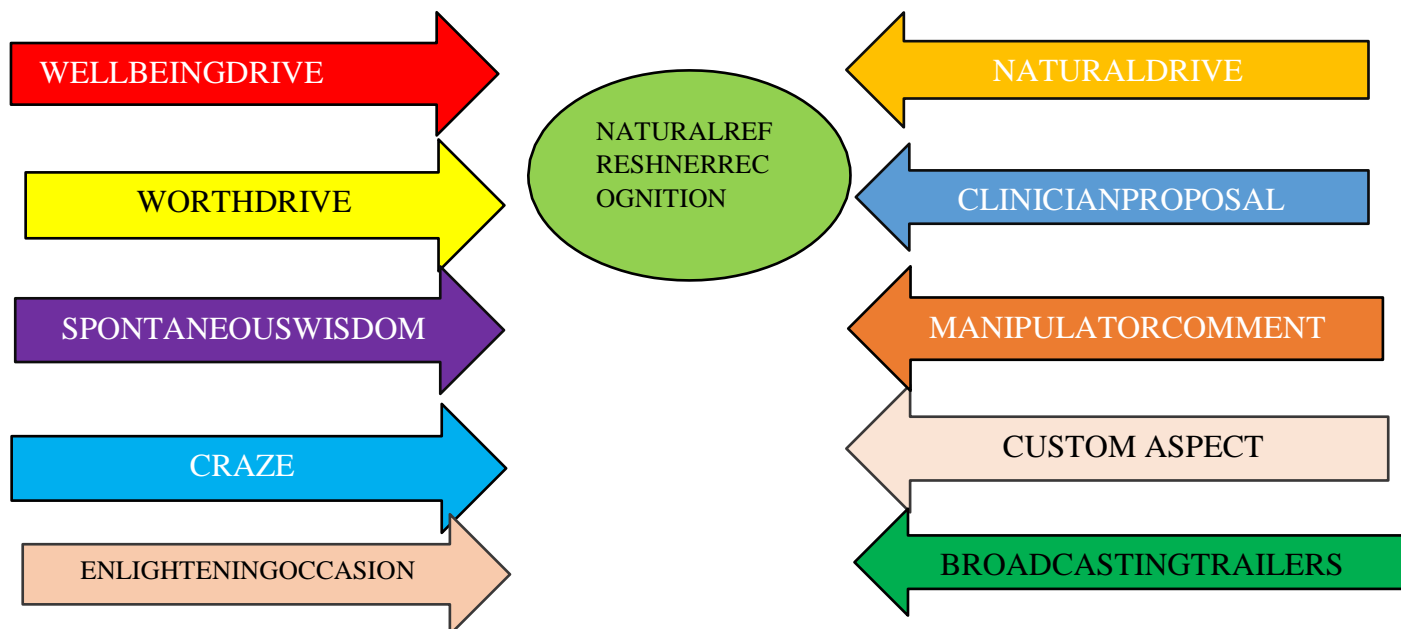 WELLBEINGDRIVE
WORTHDRIVE
SPONTANEOUSWISDOM
CRAZE
ENLIGHTENINGOCCASION
NATURALREF
RESHNERREC
OGNITION
NATURALDRIVE
CLINICIANPROPOSAL
MANIPULATORCOMMENT
CUSTOM ASPECT
BROADCASTINGTRAILERS